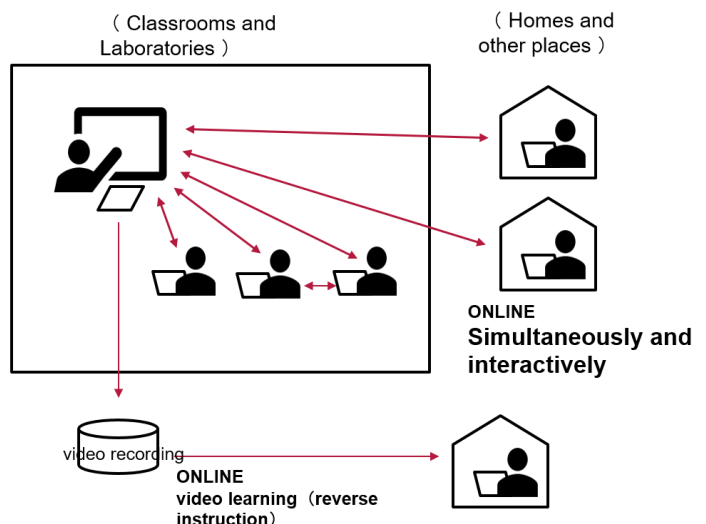 （ Classrooms and
Laboratories ）
（ Homes and
other places ）
ONLINE
Simultaneously and
interactively
video recording
ONLINE
video learning（reverse
instruction）